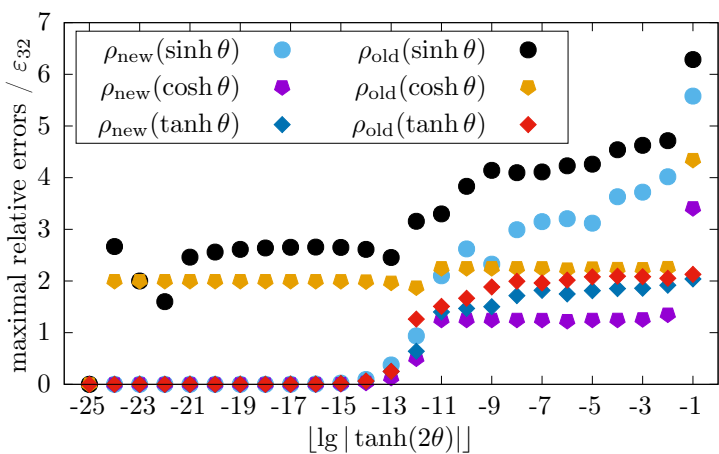 7
6
5
4
3
2
1
0
maximal relative errors / ε₃₂
ρnew(sinh θ) ρold(sinh θ)
ρnew(cosh θ) ρold(cosh θ)
ρnew(tanh θ) ρold(tanh θ)
-25 -23 -21 -19 -17 -15 -13 -11 -9 -7 -5 -3 -1
⌊lg | tanh(2θ)|⌋